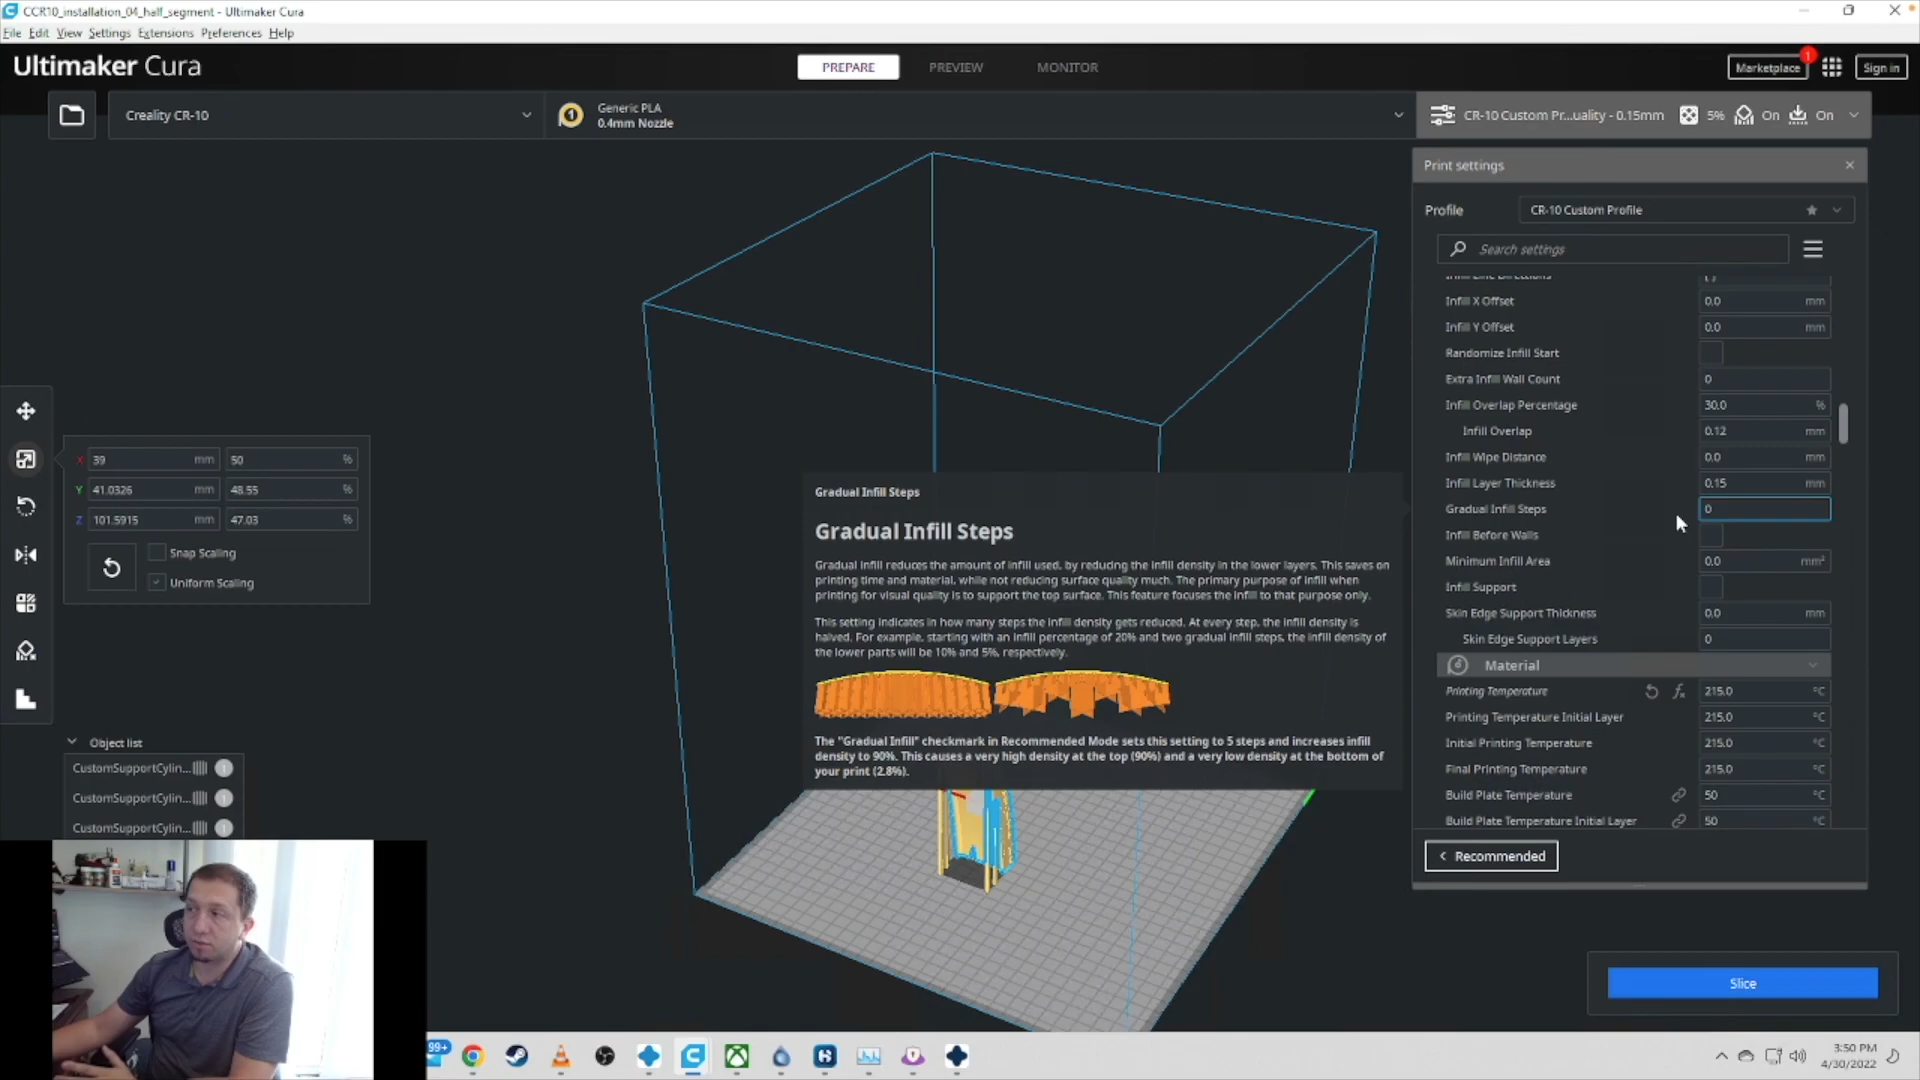 CCR10_installation_04_half_segment - Ultimaker Cura
File Edit View Settings Extensions Preferences Help
Ultimaker Cura
PREPARE
PREVIEW
MONITOR
Marketplace
1
Sign in
Creality CR-10
1
Generic PLA
0.4mm Nozzle
CR-10 Custom Pr...uality - 0.15mm
5%
On
On
Print settings
Profile
CR-10 Custom Profile
Search settings
Infill X Offset 0.0 mm
Infill Y Offset 0.0 mm
Randomize Infill Start
Extra Infill Wall Count 0
Infill Overlap Percentage 30.0 %
Infill Overlap 0.12 mm
Infill Wipe Distance 0.0 mm
Infill Layer Thickness 0.15 mm
Gradual Infill Steps 0
Infill Before Walls
Minimum Infill Area 0.0 mm²
Infill Support
Skin Edge Support Thickness 0.0 mm
Skin Edge Support Layers 0
Material
Printing Temperature 215.0 °C
Printing Temperature Initial Layer 215.0 °C
Initial Printing Temperature 215.0 °C
Final Printing Temperature 215.0 °C
Build Plate Temperature 50 °C
Build Plate Temperature Initial Layer 50 °C
< Recommended
Slice
X 39 mm 50 %
Y 41.0326 mm 48.55 %
Z 101.5915 mm 47.03 %
Snap Scaling
Uniform Scaling
Gradual Infill Steps
Gradual Infill Steps
Gradual infill reduces the amount of infill used, by reducing the infill density in the lower layers. This saves on
printing time and material, while not reducing surface quality much. The primary purpose of infill when
printing for visual quality is to support the top surface. This feature focuses the infill to that purpose only.
This setting indicates in how many steps the infill density gets reduced. At every step, the infill density is
halved. For example, starting with an infill percentage of 20% and two gradual infill steps, the infill density of
the lower parts will be 10% and 5%, respectively.
The "Gradual Infill" checkmark in Recommended Mode sets this setting to 5 steps and increases infill
density to 90%. This causes a very high density at the top (90%) and a very low density at the bottom of
your print (2.8%).
Object list
CustomSupportCylin... 1
CustomSupportCylin... 1
CustomSupportCylin... 1
99+
3:50 PM
4/30/2022